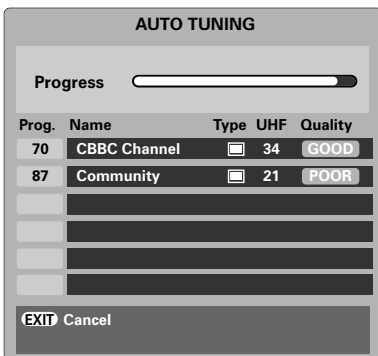 AUTO TUNING
Progress
Prog. Name Type UHF Quality
70 CBBC Channel 34 GOOD
87 Community 21 POOR
EXIT Cancel